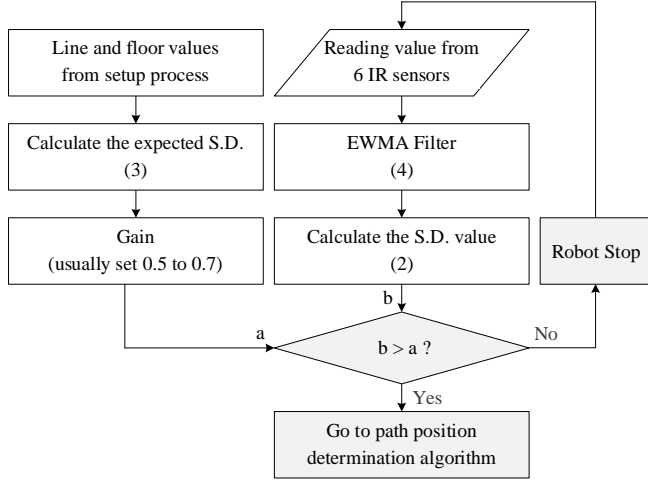 Line and floor values
from setup process
Reading value from
6 IR sensors
Calculate the expected S.D.
(3)
EWMA Filter
(4)
Gain
(usually set 0.5 to 0.7)
Calculate the S.D. value
(2)
Robot Stop
b
a
b > a ?
No
Yes
Go to path position
determination algorithm